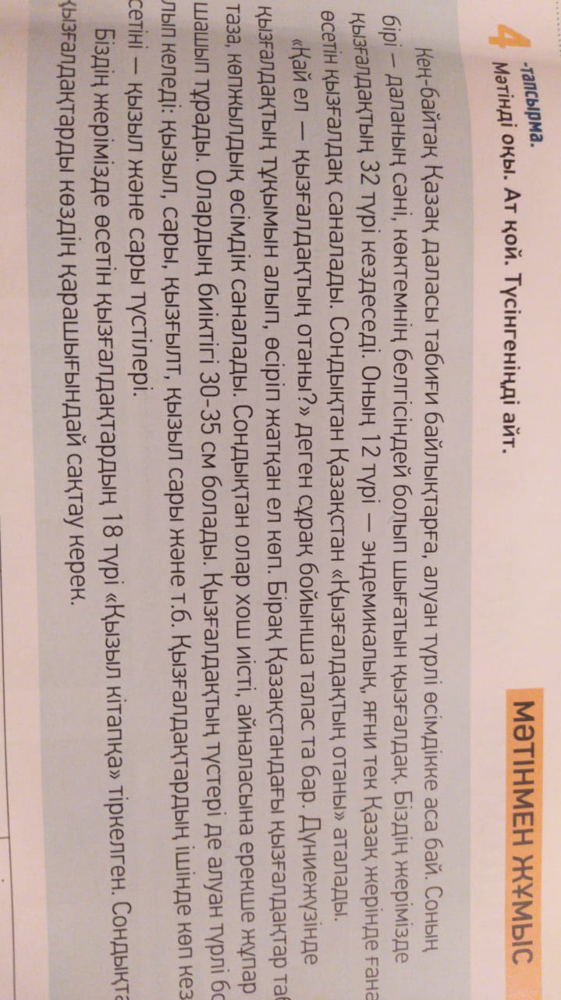 МӘТІНМЕН ЖҰМЫС
4-тапсырма.
Мәтінді оқы. Ат қой. Түсінгеніңді айт.
Кең-байтақ Қазақ даласы табиғи байлықтарға, алуан түрлі өсімдікке аса бай. Соның
бірі — даланың сәні, көктемнің белгісіндей болып шығатын қызғалдақ. Біздің жерімізде
қызғалдақтың 32 түрі кездеседі. Оның 12 түрі — эндемикалық, яғни тек Қазақ жерінде ғана
өсетін қызғалдақ саналады. Сондықтан Қазақстан «Қызғалдақтың отаны» аталады.
«Қай ел — қызғалдақтың отаны?» деген сұрақ бойынша талас та бар. Дүниежүзінде
қызғалдақтың тұқымын алып, өсіріп жатқан ел көп. Бірақ Қазақстандағы қызғалдақтар таб
таза, көпжылдық өсімдік саналады. Сондықтан олар хош иісті, айналасына ерекше жұпар
шашып тұрады. Олардың биіктігі 30-35 см болады. Қызғалдақтың түстері де алуан түрлі бо
лып келеді: қызыл, сары, қызғылт, қызыл сары және т.б. Қызғалдақтардың ішінде көп кез
сетіні — қызыл және сары түстілері.
Біздің жерімізде өсетін қызғалдақтардың 18 түрі «Қызыл кітапқа» тіркелген. Сондықта
қызғалдақтарды көздің қарашығындай сақтау керек.